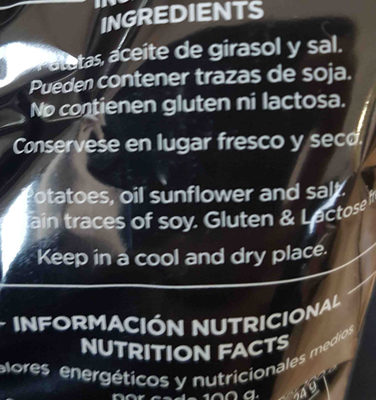 INGREDIENTS
Patatas, aceite de girasol y sal.
Pueden contener trazas de soja.
No contienen gluten ni lactosa.
Conservese en lugar fresco y seco.
Potatoes, oil sunflower and salt.
traces of soy. Gluten & Lactose
Keep in a cool and dry place.
INFORMACIÓN NUTRICIONAL
NUTRITION FACTS
energéticos y nutricionales medios
por cada 100 g.
24 g